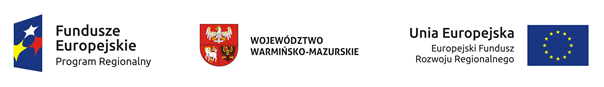 Fundusze
Europejskie
Program Regionalny
WOJEWÓDZTWO
WARMIŃSKO-MAZURSKIE
Unia Europejska
Europejski Fundusz
Rozwoju Regionalnego